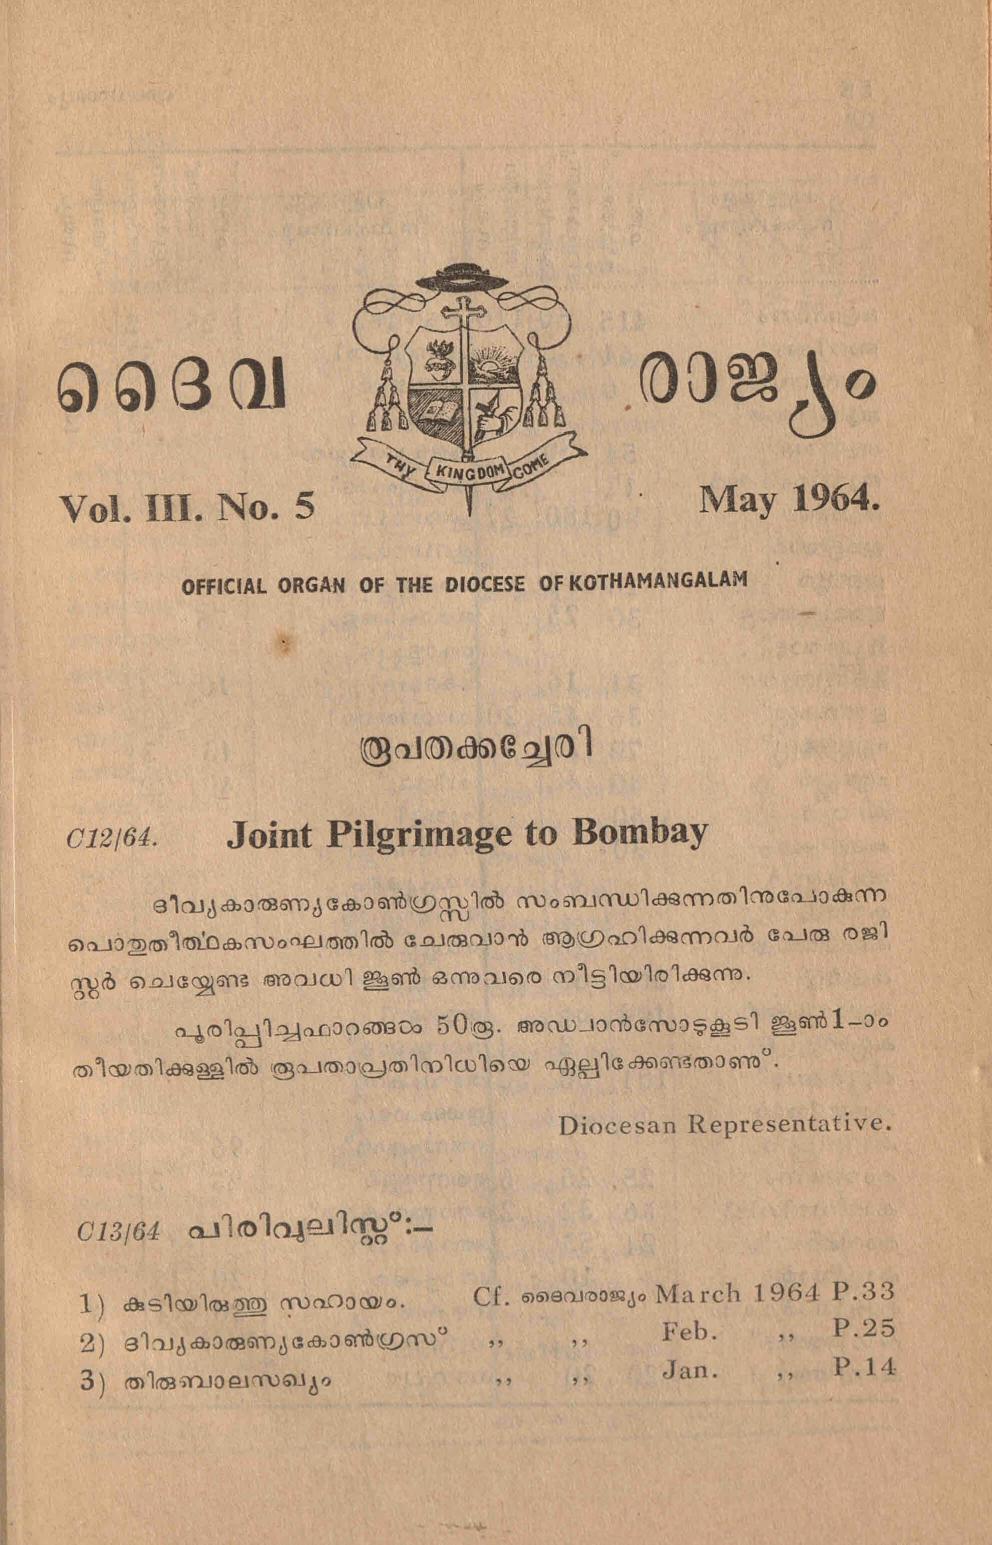 ദൈവ രാജ്യം
THY KINGDOM COME
Vol. III. No. 5 May 1964.
OFFICIAL ORGAN OF THE DIOCESE OF KOTHAMANGALAM
രൂപതക്കച്ചേരി
C12/64. Joint Pilgrimage to Bombay
ദിവ്യകാരുണ്യകോൺഗ്രസ്സിൽ സംബന്ധിക്കുന്നതിനുപോകുന്ന
പൊതുതീർത്ഥകസംഘത്തിൽ ചേരുവാൻ ആഗ്രഹിക്കുന്നവർ പേരു രജി
സ്റ്റർ ചെയ്യേണ്ട അവധി ജൂൺ ഒന്നുവരെ നീട്ടിയിരിക്കുന്നു.
പൂരിപ്പിച്ചഫാറങ്ങൾ 50രൂ. അഡ്വാൻസോടുകൂടി ജൂൺ1-ാം
തീയതിക്കുള്ളിൽ രൂപതാപ്രതിനിധിയെ ഏല്പിക്കേണ്ടതാണു്.
Diocesan Representative.
C13/64 പിരിവുലിസ്റ്റ്:—
1) കുടിയിരുത്തു സഹായം. Cf. ദൈവരാജ്യം March 1964 P.33
2) ദിവ്യകാരുണ്യകോൺഗ്രസ് ,, ,, Feb. ,, P.25
3) തിരുബാലസഖ്യം ,, ,, Jan. ,, P.14